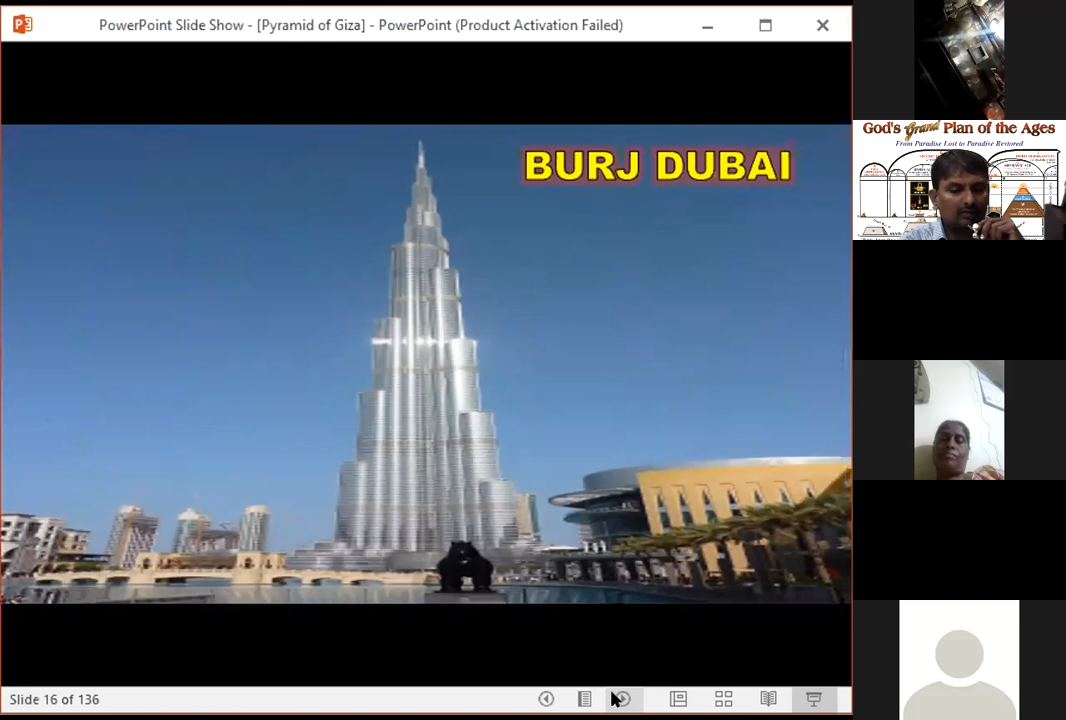 PowerPoint Slide Show - [Pyramid of Giza] - PowerPoint (Product Activation Failed)
BURJ DUBAI
God's Grand Plan of the Ages
From Paradise Lost to Paradise Restored
Slide 16 of 136